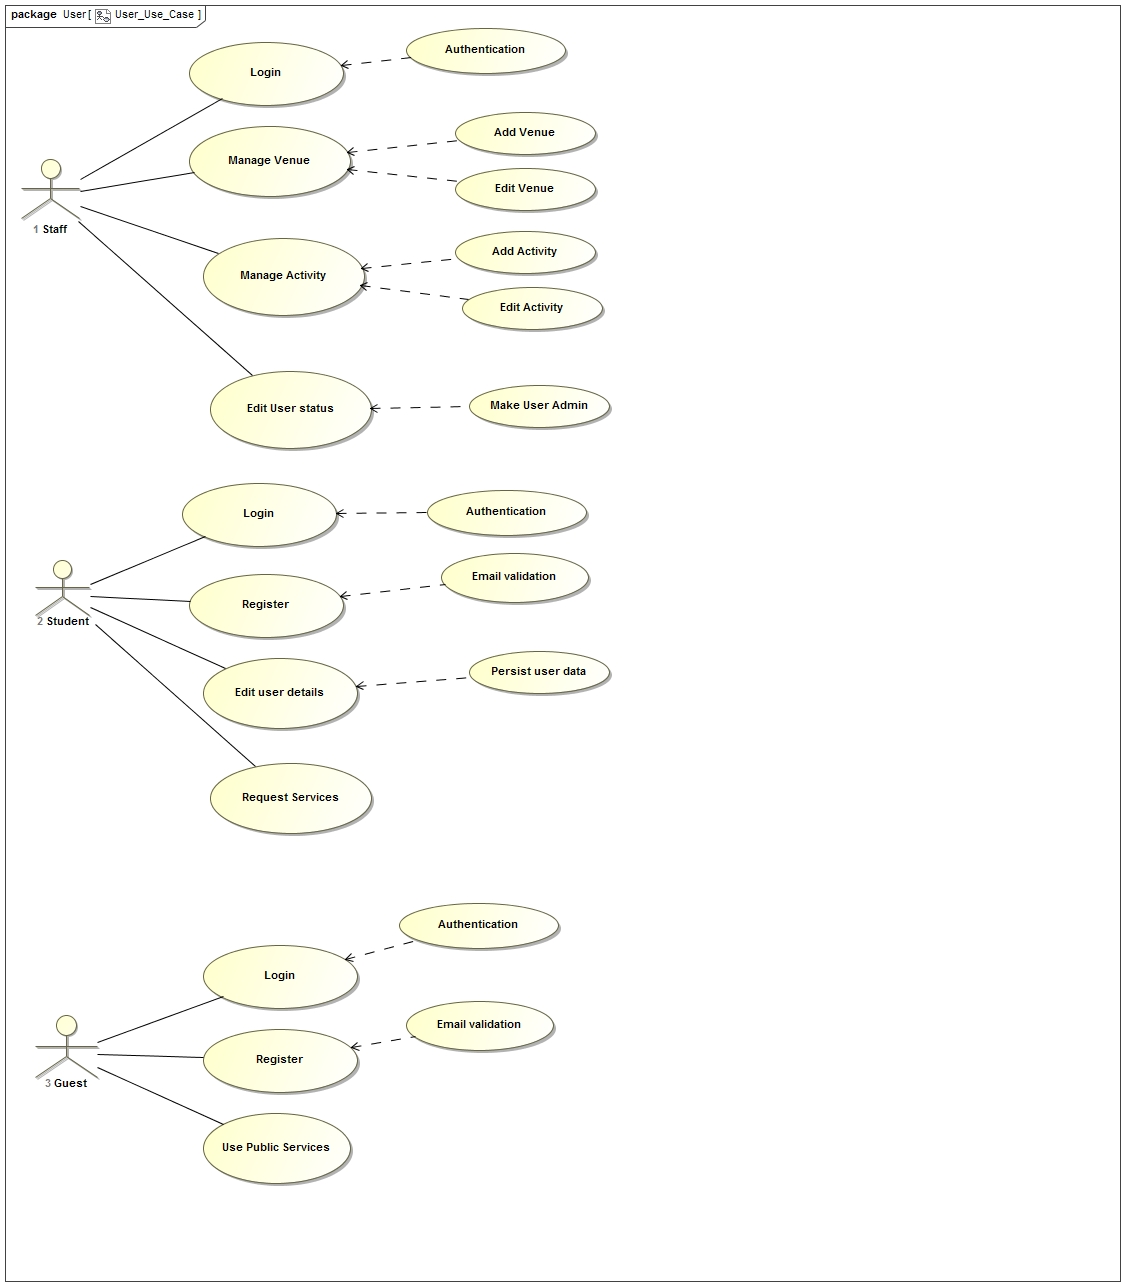 package User [ User_Use_Case ]
Authentication
Login
Add Venue
Manage Venue
Edit Venue
1 Staff
Add Activity
Manage Activity
Edit Activity
Make User Admin
Edit User status
Authentication
Login
Email validation
Register
2 Student
Persist user data
Edit user details
Request Services
Authentication
Login
Email validation
Register
3 Guest
Use Public Services